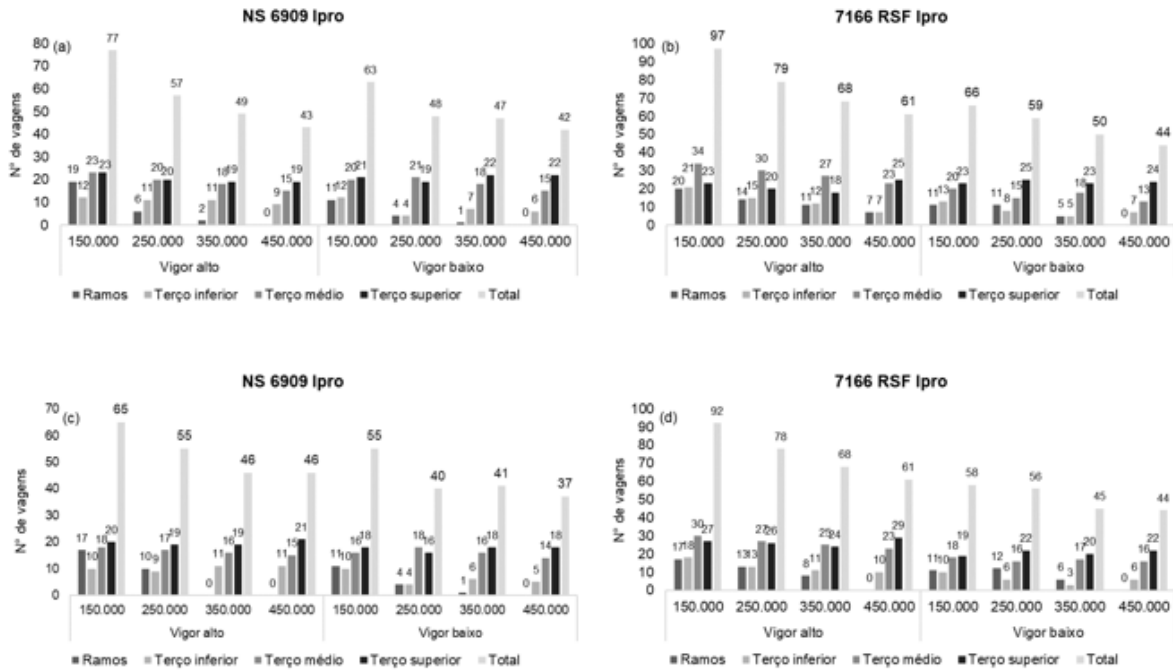 NS 6909 Ipro
(a)
N° de vagens
80
70
60
50
40
30
20
10
0
19 12 23 23 77
6 11 20 20 57
2 11 18 19 49
0 9 15 19 43
11 12 20 21 63
4 4 21 19 48
1 7 18 22 47
0 6 15 22 42
150.000 250.000 350.000 450.000 150.000 250.000 350.000 450.000
Vigor alto Vigor baixo
■ Ramos ■ Terço inferior ■ Terço médio ■ Terço superior ■ Total
7166 RSF Ipro
(b)
N° de vagens
100
90
80
70
60
50
40
30
20
10
0
20 21 34 23 97
14 15 30 20 79
11 12 27 18 68
7 7 23 25 61
11 13 20 23 66
11 8 15 25 59
5 5 18 23 50
0 7 13 24 44
150.000 250.000 350.000 450.000 150.000 250.000 350.000 450.000
Vigor alto Vigor baixo
■ Ramos ■ Terço inferior ■ Terço médio ■ Terço superior ■ Total
NS 6909 Ipro
(c)
N° de vagens
70
60
50
40
30
20
10
0
17 10 18 20 65
10 9 17 19 55
0 11 16 19 46
0 11 15 21 46
11 10 16 18 55
4 4 18 16 40
1 6 16 18 41
0 5 14 18 37
150.000 250.000 350.000 450.000 150.000 250.000 360.000 450.000
Vigor alto Vigor baixo
■ Ramos ■ Terço inferior ■ Terço médio ■ Terço superior ■ Total
7166 RSF Ipro
(d)
N° de vagens
100
90
80
70
60
50
40
30
20
10
0
17 18 30 27 92
13 13 27 26 78
8 11 25 24 68
0 10 23 29 61
11 10 18 19 58
12 6 16 22 56
6 3 17 20 45
0 6 16 22 44
150.000 250.000 350.000 450.000 150.000 250.000 350.000 450.000
Vigor alto Vigor baixo
■ Ramos ■ Terço inferior ■ Terço médio ■ Terço superior ■ Total